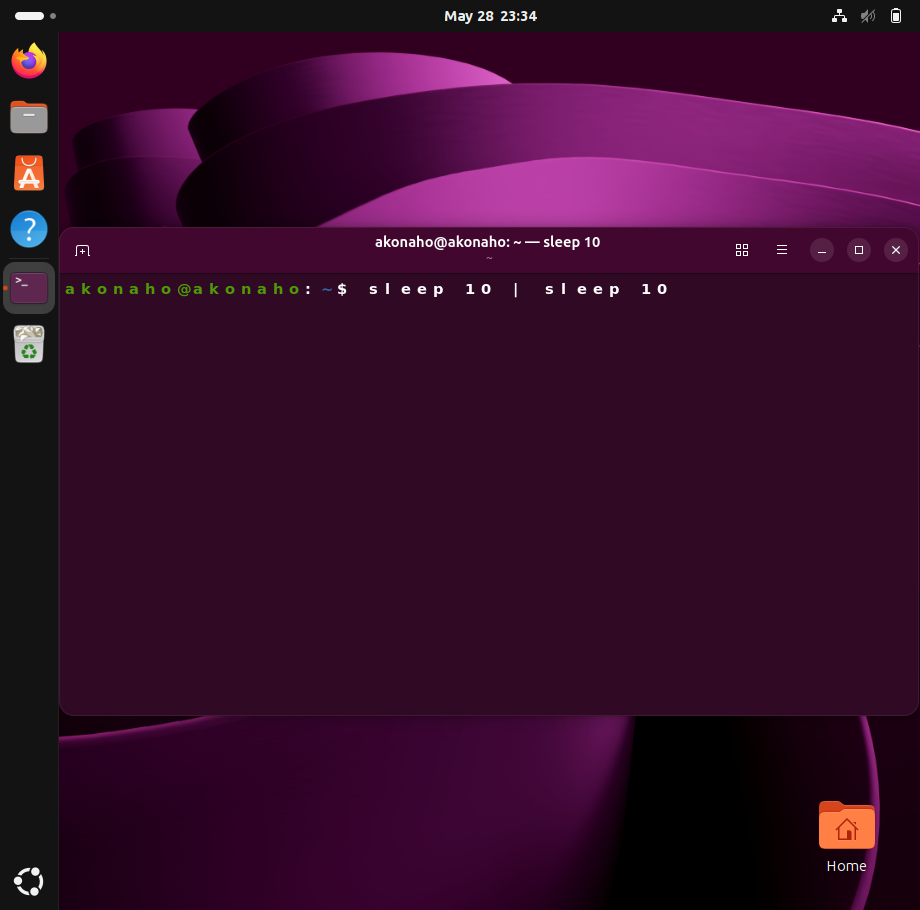 May 28 23:34
akonaho@akonaho: ~ — sleep 10
~
akonaho@akonaho:~$ sleep 10 | sleep 10
Home